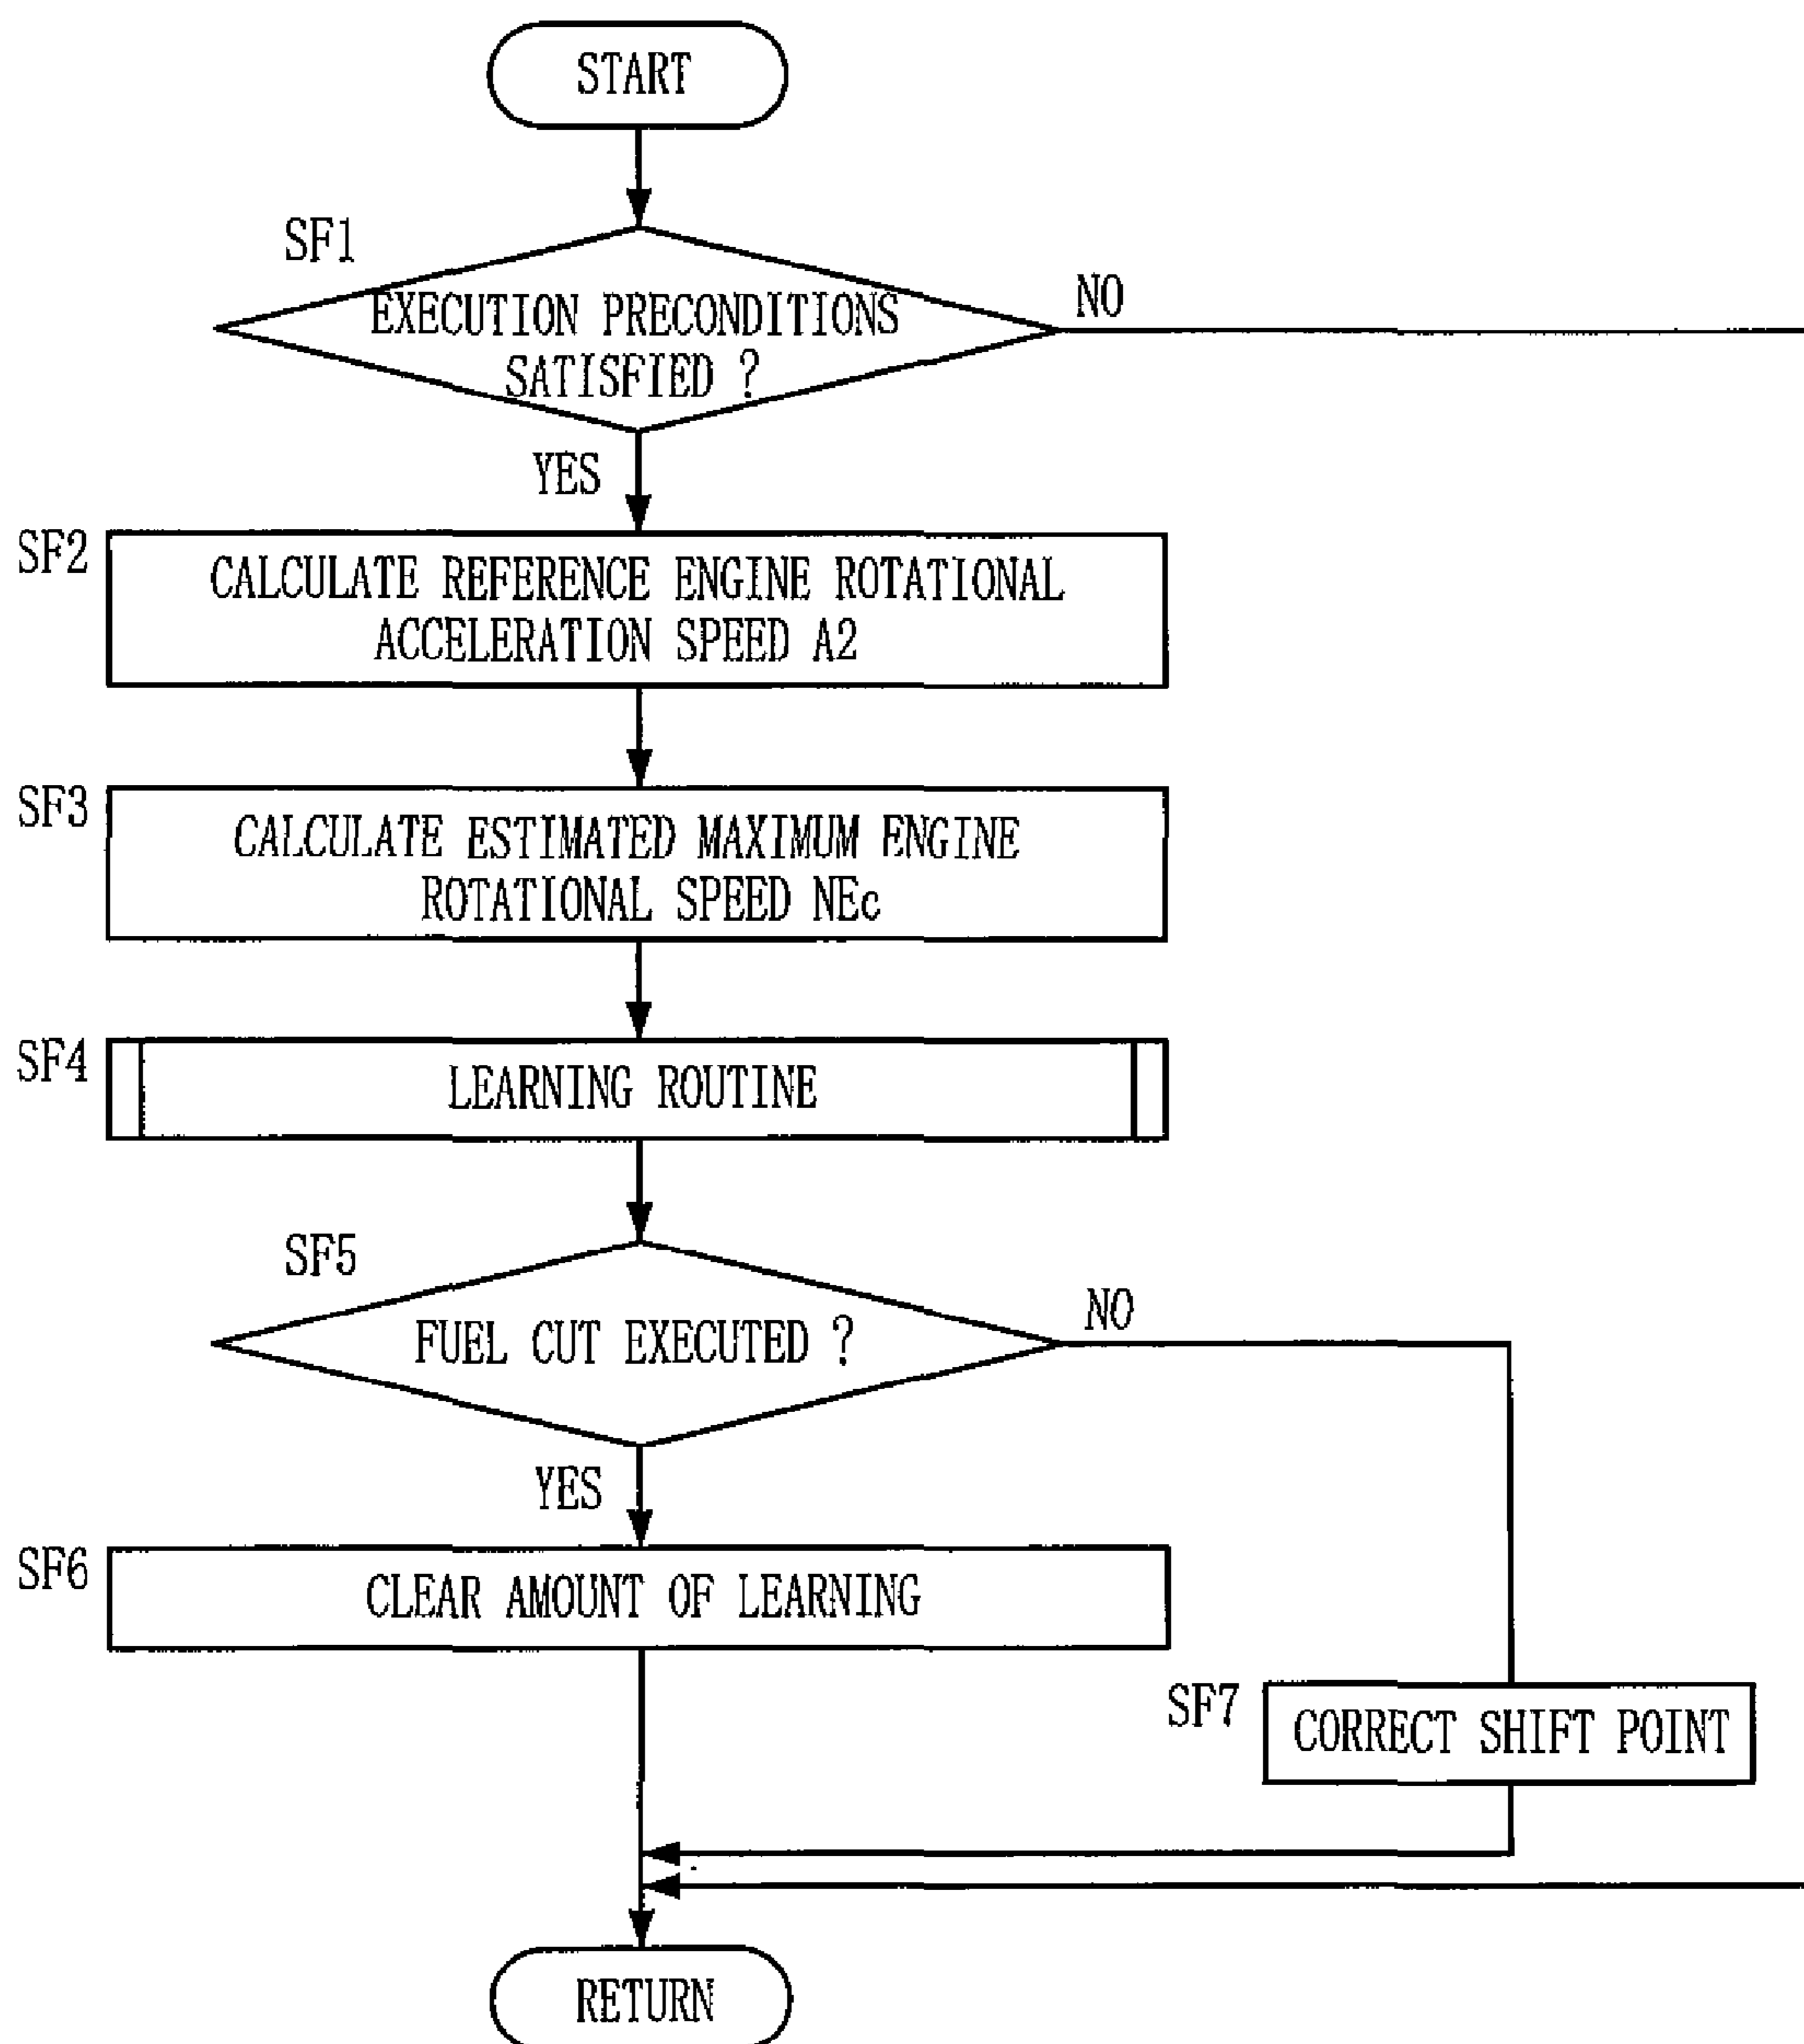 START
SF1
EXECUTION PRECONDITIONS
SATISFIED ?
NO
YES
SF2
CALCULATE REFERENCE ENGINE ROTATIONAL
ACCELERATION SPEED A2
SF3
CALCULATE ESTIMATED MAXIMUM ENGINE
ROTATIONAL SPEED NEc
SF4
LEARNING ROUTINE
SF5
FUEL CUT EXECUTED ?
NO
YES
SF6
CLEAR AMOUNT OF LEARNING
SF7
CORRECT SHIFT POINT
RETURN